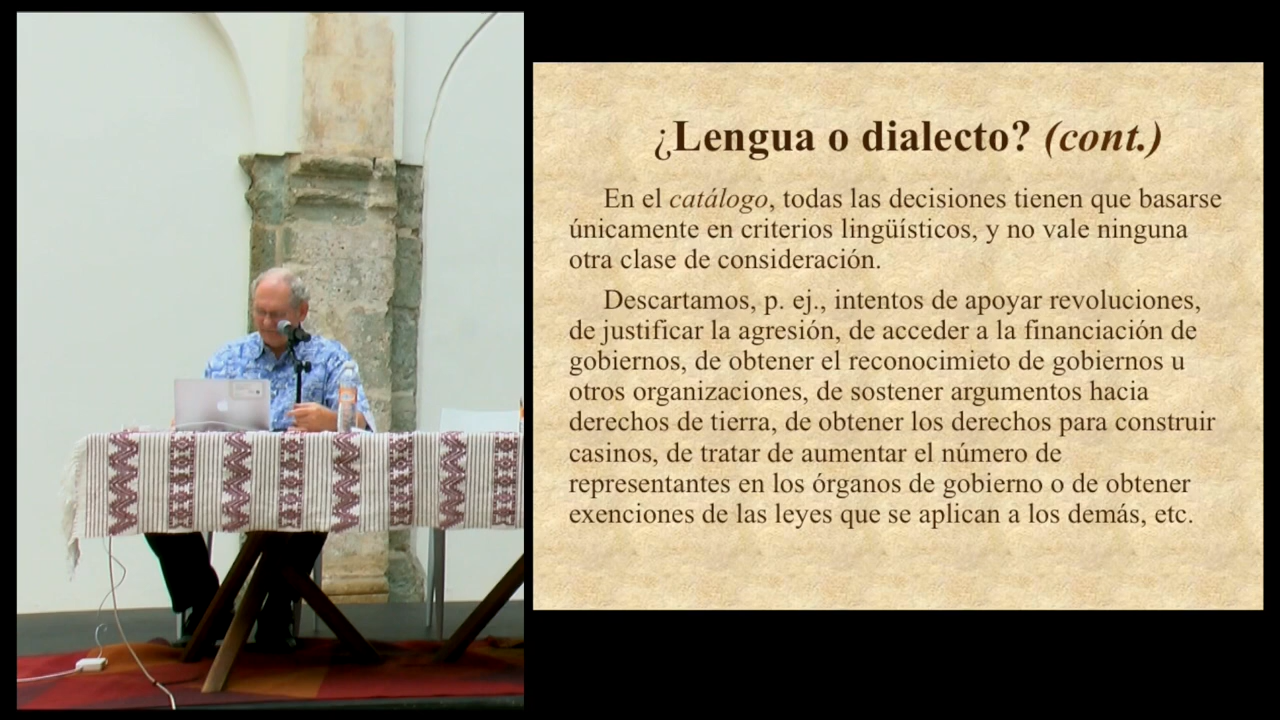 ¿Lengua o dialecto? (cont.)
En el catálogo, todas las decisiones tienen que basarse
únicamente en criterios lingüísticos, y no vale ninguna
otra clase de consideración.
Descartamos, p. ej., intentos de apoyar revoluciones,
de justificar la agresión, de acceder a la financiación de
gobiernos, de obtener el reconocimieto de gobiernos u
otros organizaciones, de sostener argumentos hacia
derechos de tierra, de obtener los derechos para construir
casinos, de tratar de aumentar el número de
representantes en los órganos de gobierno o de obtener
exenciones de las leyes que se aplican a los demás, etc.